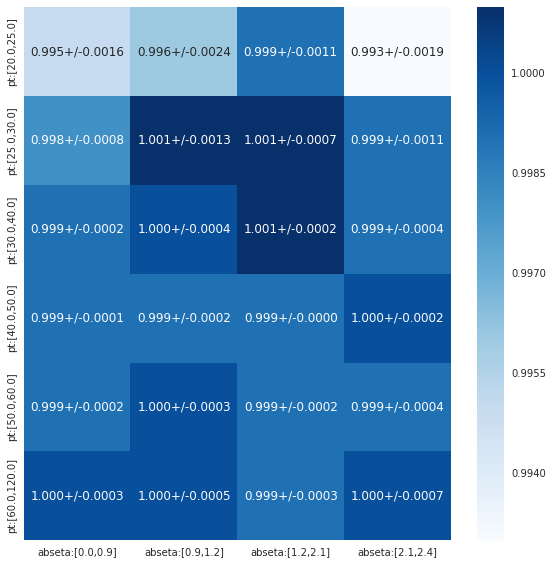 pt:[20.0,25.0]
0.995+/-0.0016 0.996+/-0.0024 0.999+/-0.0011 0.993+/-0.0019
1.0000
pt:[25.0,30.0]
0.998+/-0.0008 1.001+/-0.0013 1.001+/-0.0007 0.999+/-0.0011
0.9985
pt:[30.0,40.0]
0.999+/-0.0002 1.000+/-0.0004 1.001+/-0.0002 0.999+/-0.0004
0.9970
pt:[40.0,50.0]
0.999+/-0.0001 0.999+/-0.0002 0.999+/-0.0000 1.000+/-0.0002
0.9955
pt:[50.0,60.0]
0.999+/-0.0002 1.000+/-0.0003 0.999+/-0.0002 0.999+/-0.0004
0.9940
pt:[60.0,120.0]
1.000+/-0.0003 1.000+/-0.0005 0.999+/-0.0003 1.000+/-0.0007
abseta:[0.0,0.9] abseta:[0.9,1.2] abseta:[1.2,2.1] abseta:[2.1,2.4]